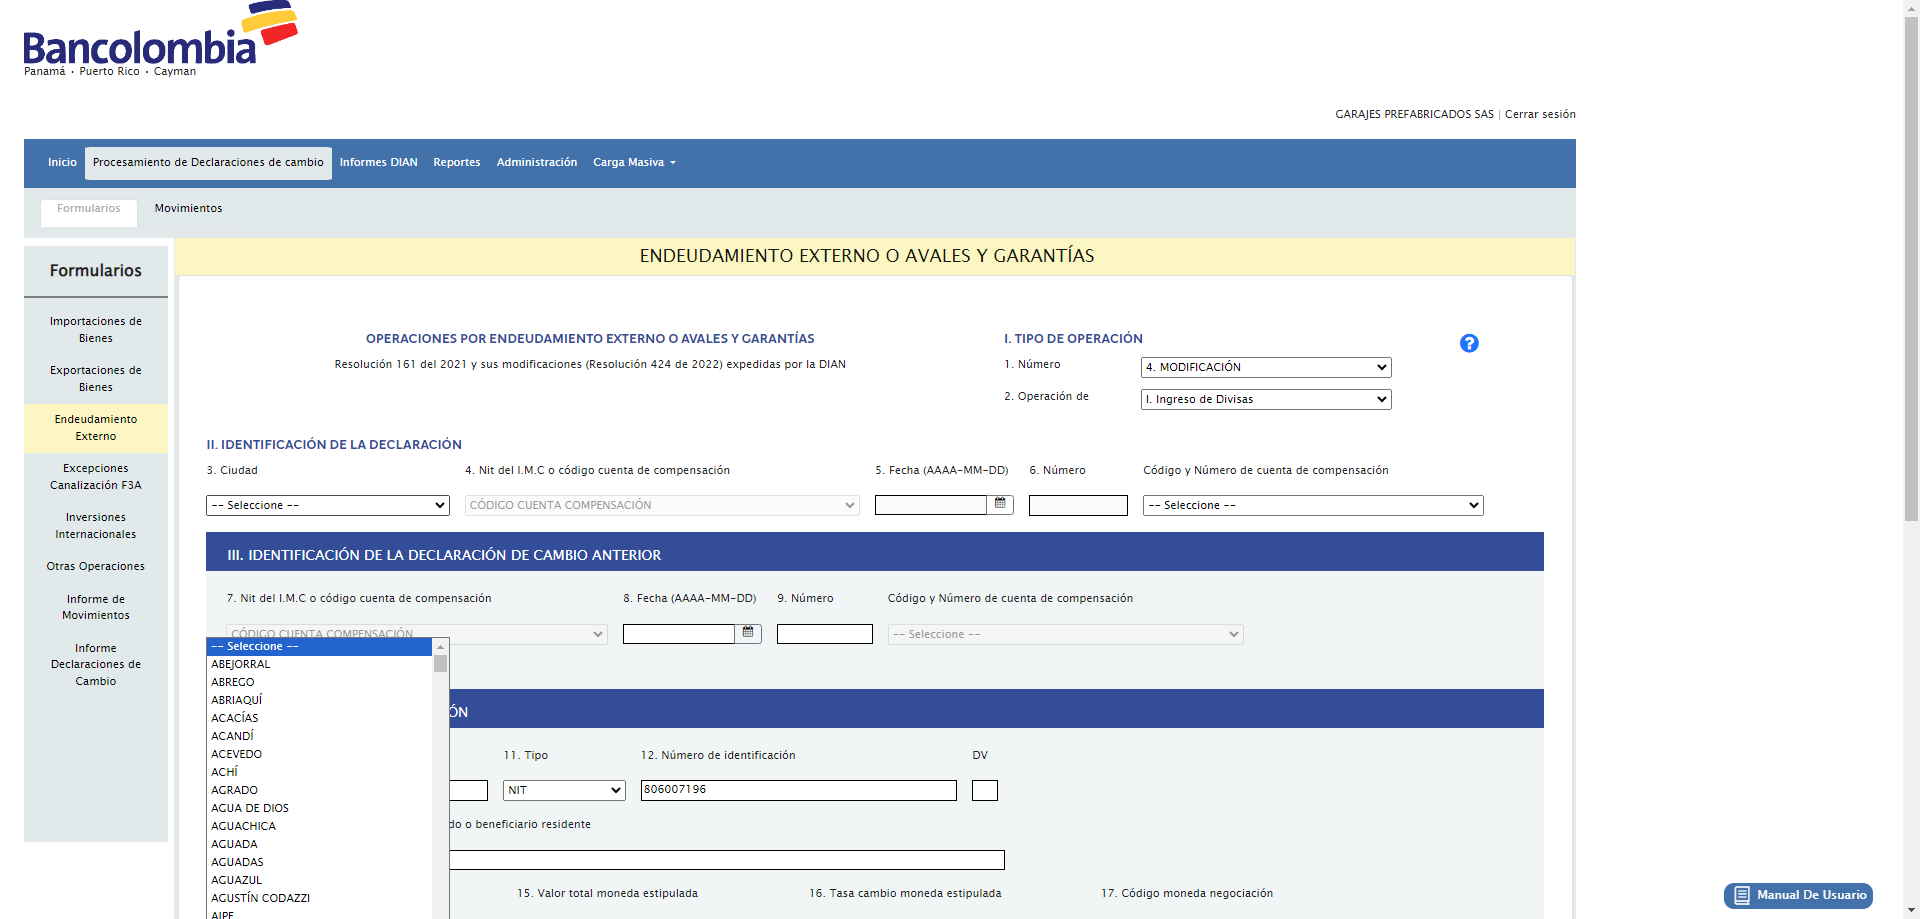 Bancolombia
Panamá • Puerto Rico • Cayman
GARAJES PREFABRICADOS SAS | Cerrar sesión
Inicio Procesamiento de Declaraciones de cambio Informes DIAN Reportes Administración Carga Masiva
Formularios Movimientos
Formularios
Importaciones de
Bienes
Exportaciones de
Bienes
Endeudamiento
Externo
Excepciones
Canalización F3A
Inversiones
Internacionales
Otras Operaciones
Informe de
Movimientos
Informe
Declaraciones de
Cambio
ENDEUDAMIENTO EXTERNO O AVALES Y GARANTÍAS
OPERACIONES POR ENDEUDAMIENTO EXTERNO O AVALES Y GARANTÍAS
Resolución 161 del 2021 y sus modificaciones (Resolución 424 de 2022) expedidas por la DIAN
I. TIPO DE OPERACIÓN
?
1. Número 4. MODIFICACIÓN
2. Operación de I. Ingreso de Divisas
II. IDENTIFICACIÓN DE LA DECLARACIÓN
3. Ciudad 4. Nit del I.M.C o código cuenta de compensación 5. Fecha (AAAA-MM-DD) 6. Número Código y Número de cuenta de compensación
-- Seleccione -- CÓDIGO CUENTA COMPENSACIÓN -- Seleccione --
III. IDENTIFICACIÓN DE LA DECLARACIÓN DE CAMBIO ANTERIOR
7. Nit del I.M.C o código cuenta de compensación 8. Fecha (AAAA-MM-DD) 9. Número Código y Número de cuenta de compensación
CÓDIGO CUENTA COMPENSACIÓN -- Seleccione --
-- Seleccione --
ABEJORRAL
ABREGO
ABRIAQUÍ
ACACÍAS
ACANDÍ
ACEVEDO
ACHÍ
AGRADO
AGUA DE DIOS
AGUACHICA
AGUADA
AGUADAS
AGUAZUL
AGUSTÍN CODAZZI
AIPE
ÓN
11. Tipo 12. Número de identificación DV
NIT 806007196
do o beneficiario residente
15. Valor total moneda estipulada 16. Tasa cambio moneda estipulada 17. Código moneda negociación
Manual De Usuario